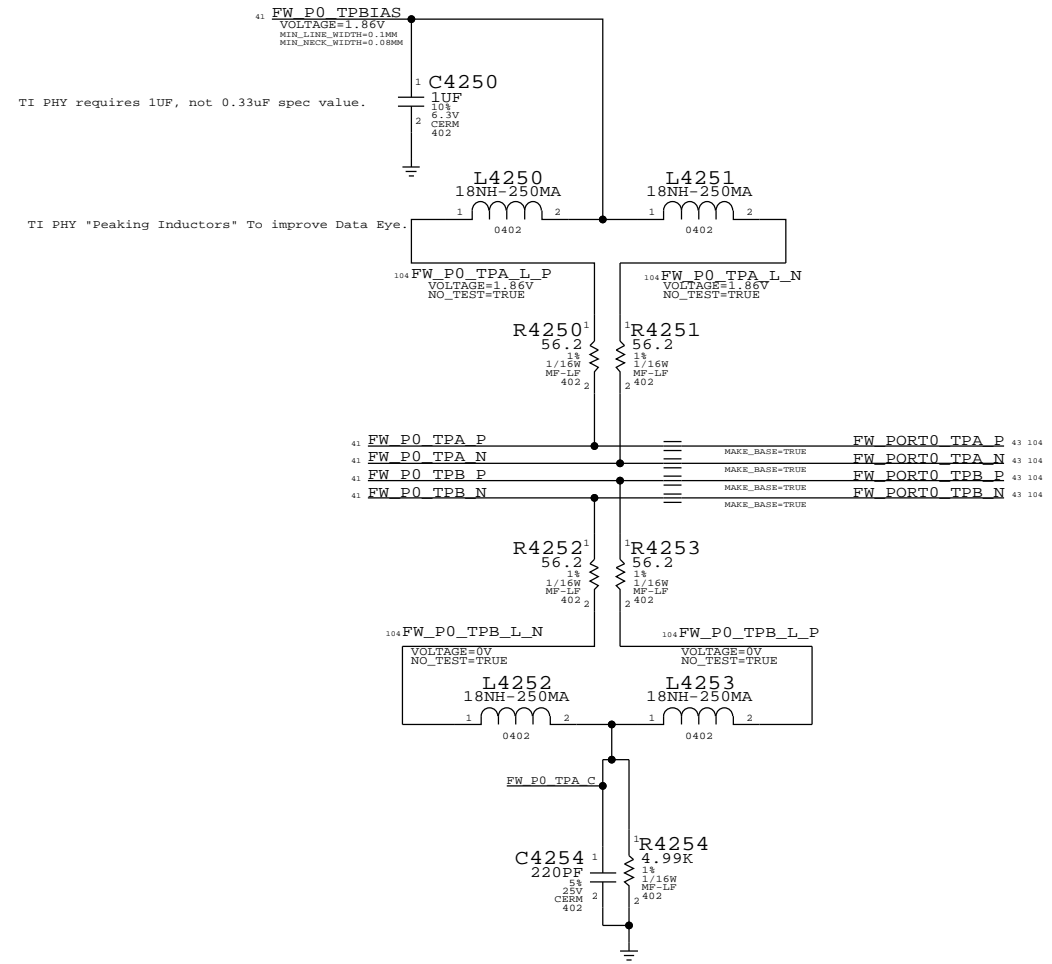 41 FW_P0_TPBIAS
VOLTAGE=1.86V
MIN_LINE_WIDTH=0.1MM
MIN_NECK_WIDTH=0.08MM
TI PHY requires 1UF, not 0.33uF spec value.
1 C4250
1UF
10%
6.3V
2 CERM
402
L4250
18NH-250MA
1 2
0402
L4251
18NH-250MA
1 2
0402
TI PHY "Peaking Inductors" To improve Data Eye.
104 FW_P0_TPA_L_P
VOLTAGE=1.86V
NO_TEST=TRUE
104 FW_P0_TPA_L_N
VOLTAGE=1.86V
NO_TEST=TRUE
R4250 1
56.2
1%
1/16W
MF-LF
402 2
1 R4251
56.2
1%
1/16W
MF-LF
2 402
41 FW_P0_TPA_P FW_PORT0_TPA_P 43 104
MAKE_BASE=TRUE
41 FW_P0_TPA_N FW_PORT0_TPA_N 43 104
MAKE_BASE=TRUE
41 FW_P0_TPB_P FW_PORT0_TPB_P 43 104
MAKE_BASE=TRUE
41 FW_P0_TPB_N FW_PORT0_TPB_N 43 104
MAKE_BASE=TRUE
R4252 1
56.2
1%
1/16W
MF-LF
402 2
1 R4253
56.2
1%
1/16W
MF-LF
2 402
104 FW_P0_TPB_L_N
VOLTAGE=0V
NO_TEST=TRUE
104 FW_P0_TPB_L_P
VOLTAGE=0V
NO_TEST=TRUE
L4252
18NH-250MA
1 2
0402
L4253
18NH-250MA
1 2
0402
FW_P0_TPA_C
C4254 1
220PF
5%
25V
CERM 2
402
1 R4254
4.99K
1%
1/16W
MF-LF
2 402